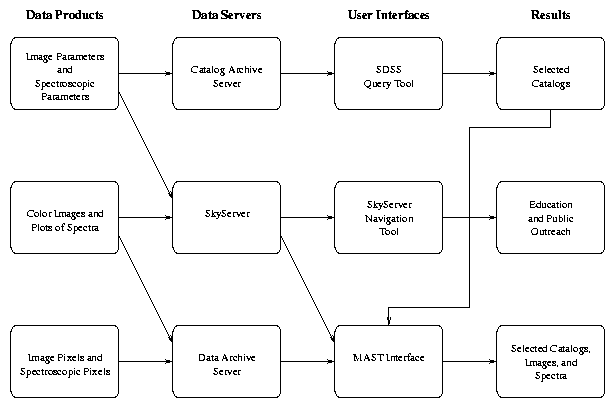 Data Products
Data Servers
User Interfaces
Results
Image Parameters
and
Spectroscopic
Parameters
Catalog Archive
Server
SDSS
Query Tool
Selected
Catalogs
Color Images and
Plots of Spectra
SkyServer
SkyServer
Navigation
Tool
Education
and Public
Outreach
Image Pixels and
Spectroscopic Pixels
Data Archive
Server
MAST Interface
Selected Catalogs,
Images, and
Spectra